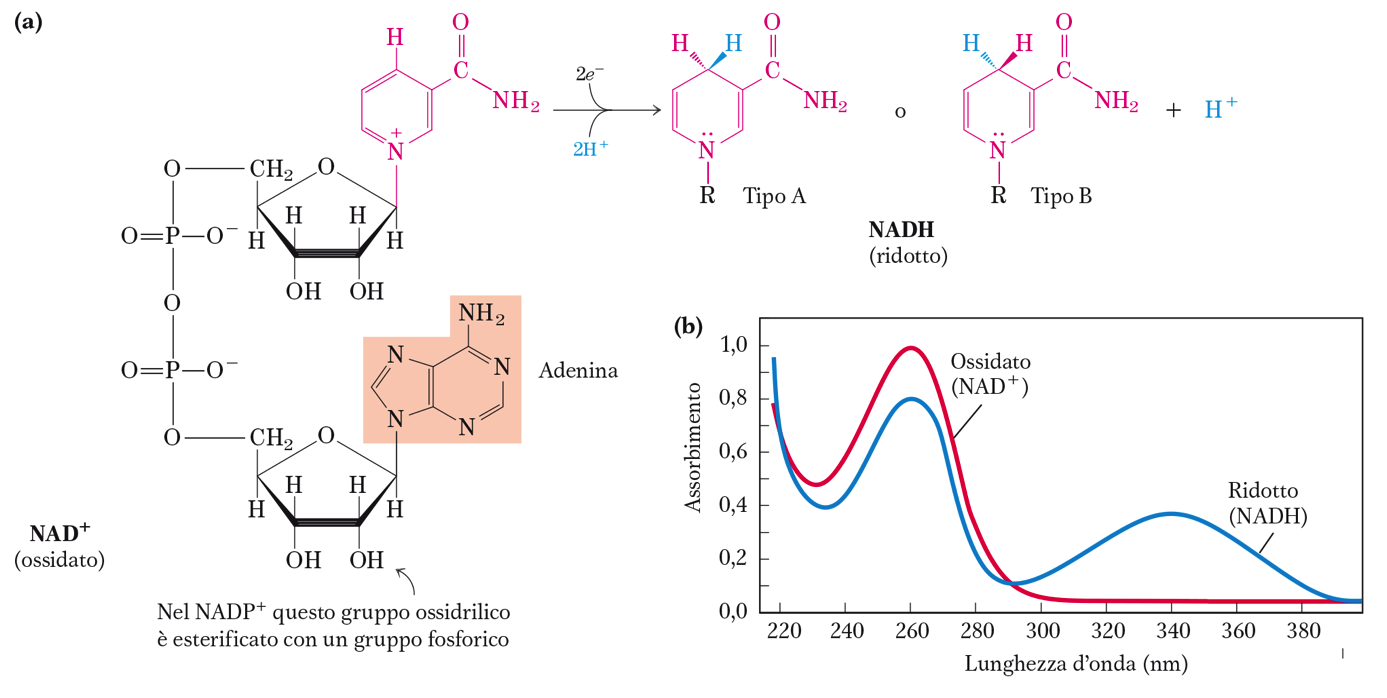 (a)
H
O
C
NH₂
N
+
2e⁻
2H⁺
H
H
O
C
NH₂
N
R
Tipo A
o
H
H
O
C
NH₂
N
R
Tipo B
+ H⁺
NADH
(ridotto)
O
CH₂
O
H
H
H
H
O=P—O⁻
OH
OH
O
O=P—O⁻
O
CH₂
O
H
H
H
H
OH
OH
NH₂
N
N
N
N
Adenina
NAD⁺
(ossidato)
Nel NADP⁺ questo gruppo ossidrilico
è esterificato con un gruppo fosforico
(b)
1,0
0,8
0,6
0,4
0,2
0,0
Assorbimento
Ossidato
(NAD⁺)
Ridotto
(NADH)
220 240 260 280 300 320 340 360 380
Lunghezza d’onda (nm)